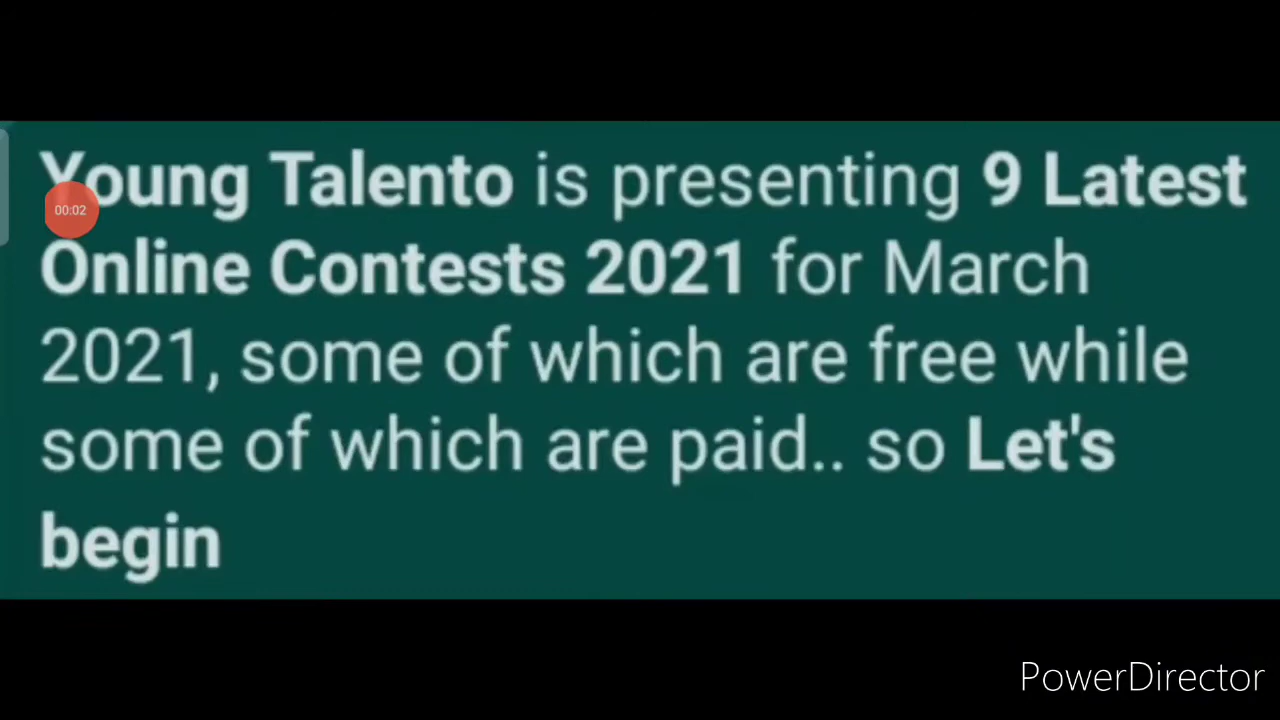 Young Talento is presenting 9 Latest
00:02
Online Contests 2021 for March
2021, some of which are free while
some of which are paid.. so Let's
begin
PowerDirector